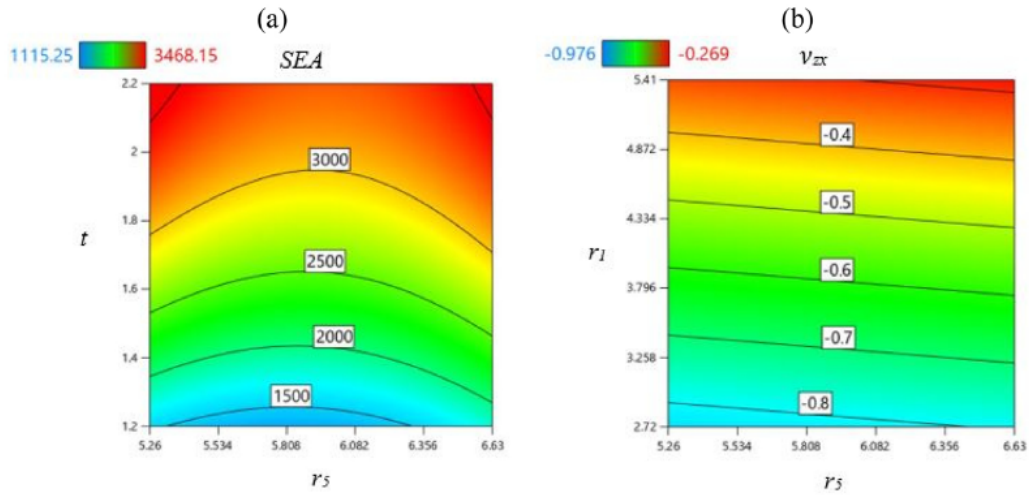 (a)
1115.25 3468.15 SEA
2.2
2
1.8
1.6
1.4
1.2
t
3000
2500
2000
1500
5.26 5.534 5.808 6.082 6.356 6.63
r5
(b)
-0.976 -0.269 νzx
5.41
4.872
4.334
3.796
3.258
2.72
r1
-0.4
-0.5
-0.6
-0.7
-0.8
5.26 5.534 5.808 6.082 6.356 6.63
r5